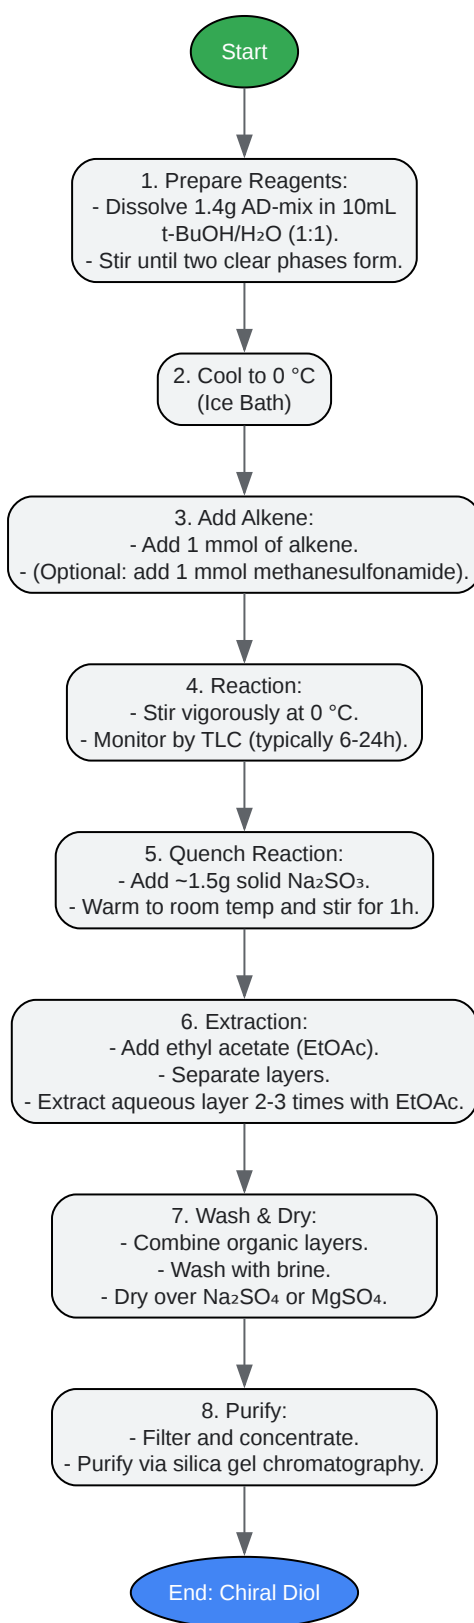 Start
1. Prepare Reagents:
- Dissolve 1.4g AD-mix in 10mL
t-BuOH/H₂O (1:1).
- Stir until two clear phases form.
2. Cool to 0 °C
(Ice Bath)
3. Add Alkene:
- Add 1 mmol of alkene.
- (Optional: add 1 mmol methanesulfonamide).
4. Reaction:
- Stir vigorously at 0 °C.
- Monitor by TLC (typically 6-24h).
5. Quench Reaction:
- Add ~1.5g solid Na₂SO₃.
- Warm to room temp and stir for 1h.
6. Extraction:
- Add ethyl acetate (EtOAc).
- Separate layers.
- Extract aqueous layer 2-3 times with EtOAc.
7. Wash & Dry:
- Combine organic layers.
- Wash with brine.
- Dry over Na₂SO₄ or MgSO₄.
8. Purify:
- Filter and concentrate.
- Purify via silica gel chromatography.
End: Chiral Diol